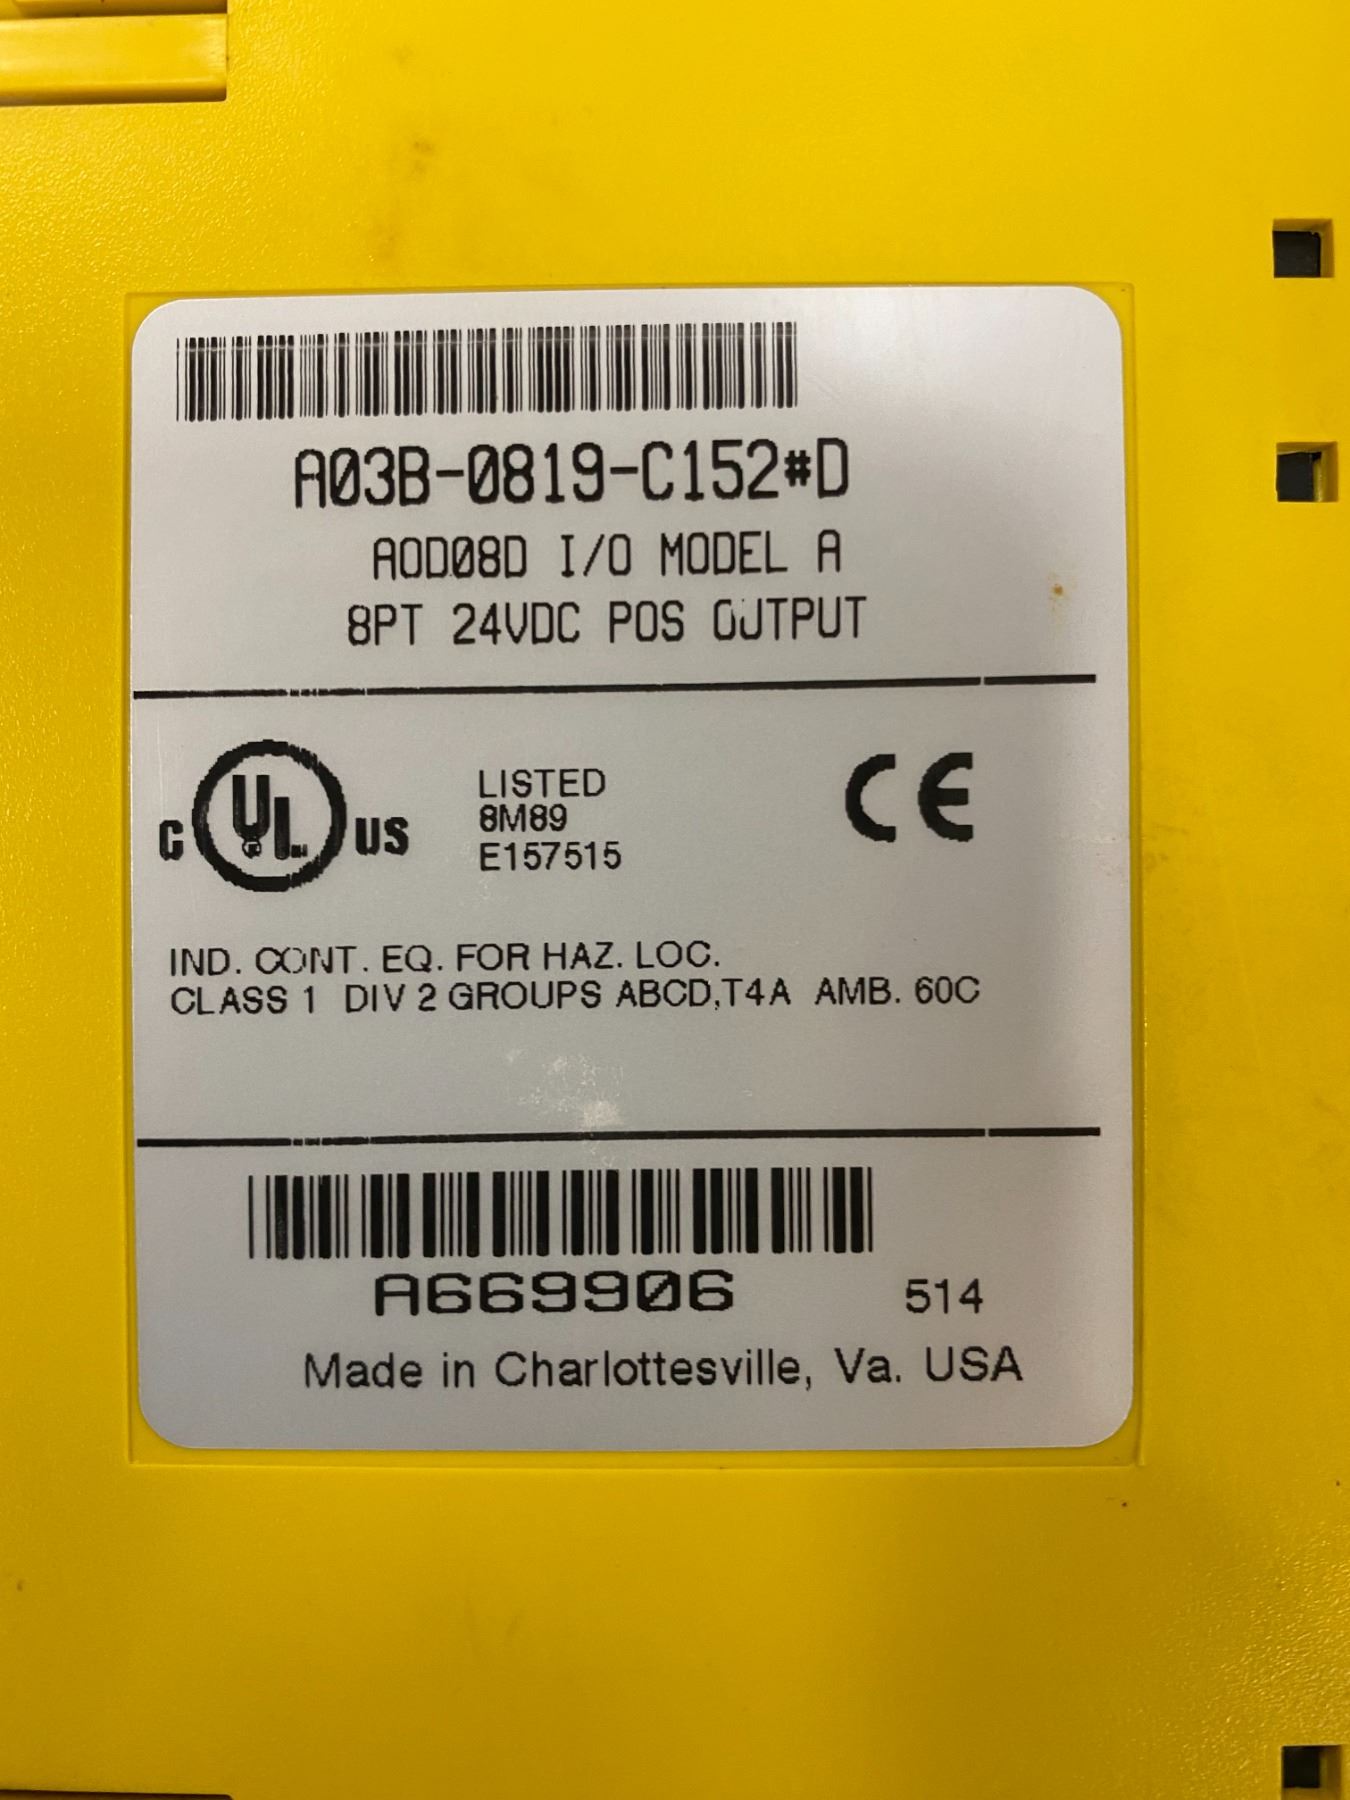 A03B-0819-C152#D
AOD08D I/O MODEL A
8PT 24VDC POS OUTPUT
C UL US
LISTED
8M89
E157515
CE
IND. CONT. EQ. FOR HAZ. LOC.
CLASS 1 DIV 2 GROUPS ABCD,T4A AMB. 60C
A669906 514
Made in Charlottesville, Va. USA